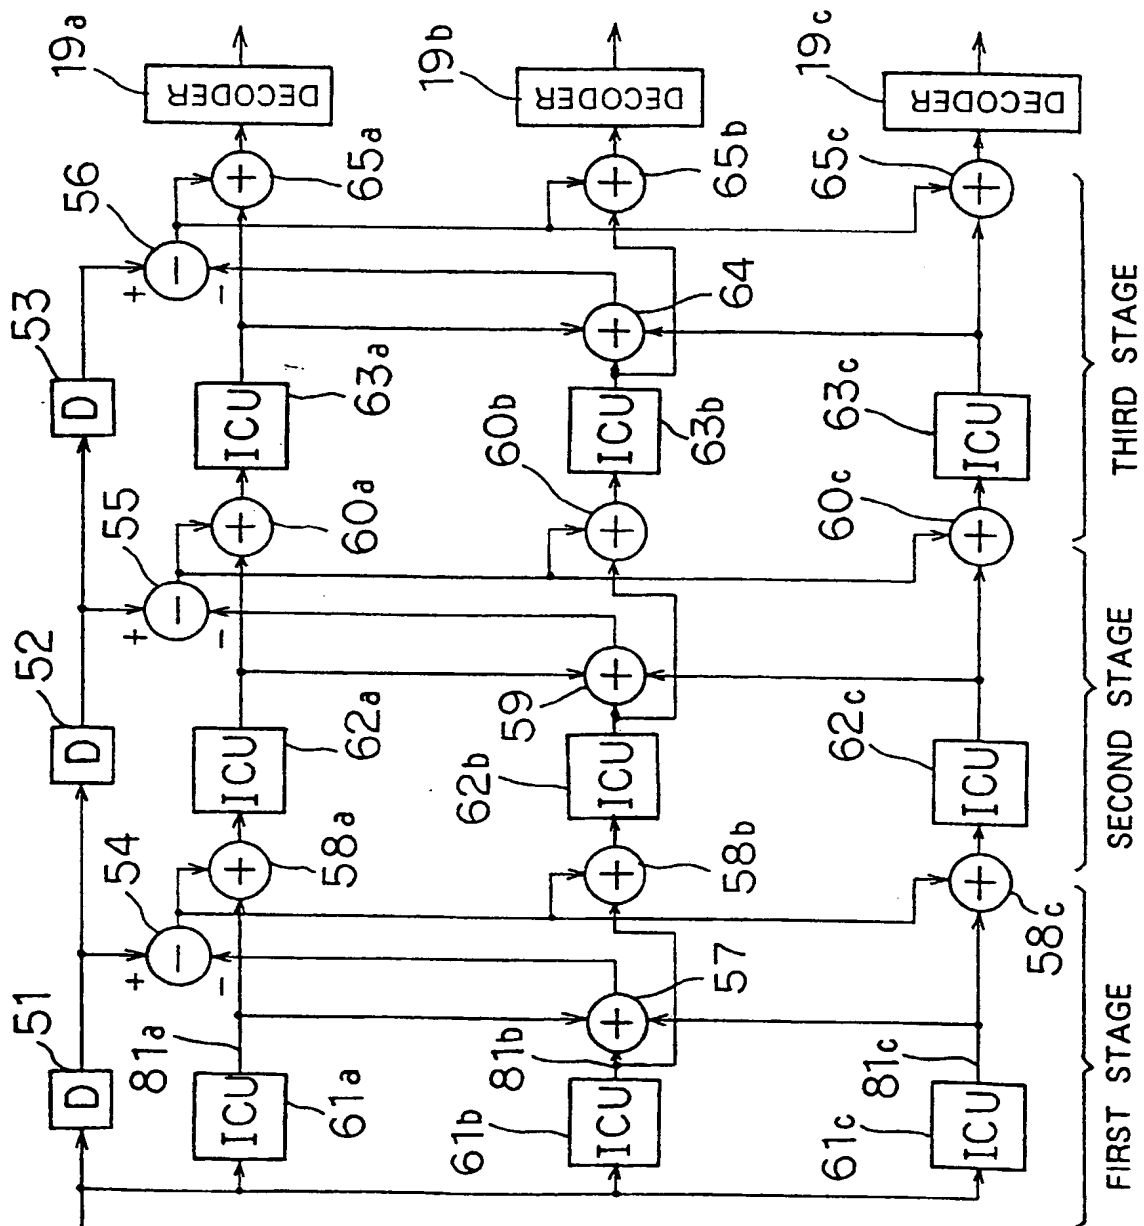 51
D
52
D
53
D
54
+
−
−
55
+
−
−
56
+
−
−
19a
DECODER
61a
ICU
81a
58a
+
62a
ICU
60a
+
63a
ICU
65a
+
19b
DECODER
61b
ICU
81b
57
+
58b
+
62b
ICU
59
+
60b
+
63b
ICU
64
+
65b
+
19c
DECODER
61c
ICU
81c
58c
+
62c
ICU
60c
+
63c
ICU
65c
+
FIRST STAGE
SECOND STAGE
THIRD STAGE